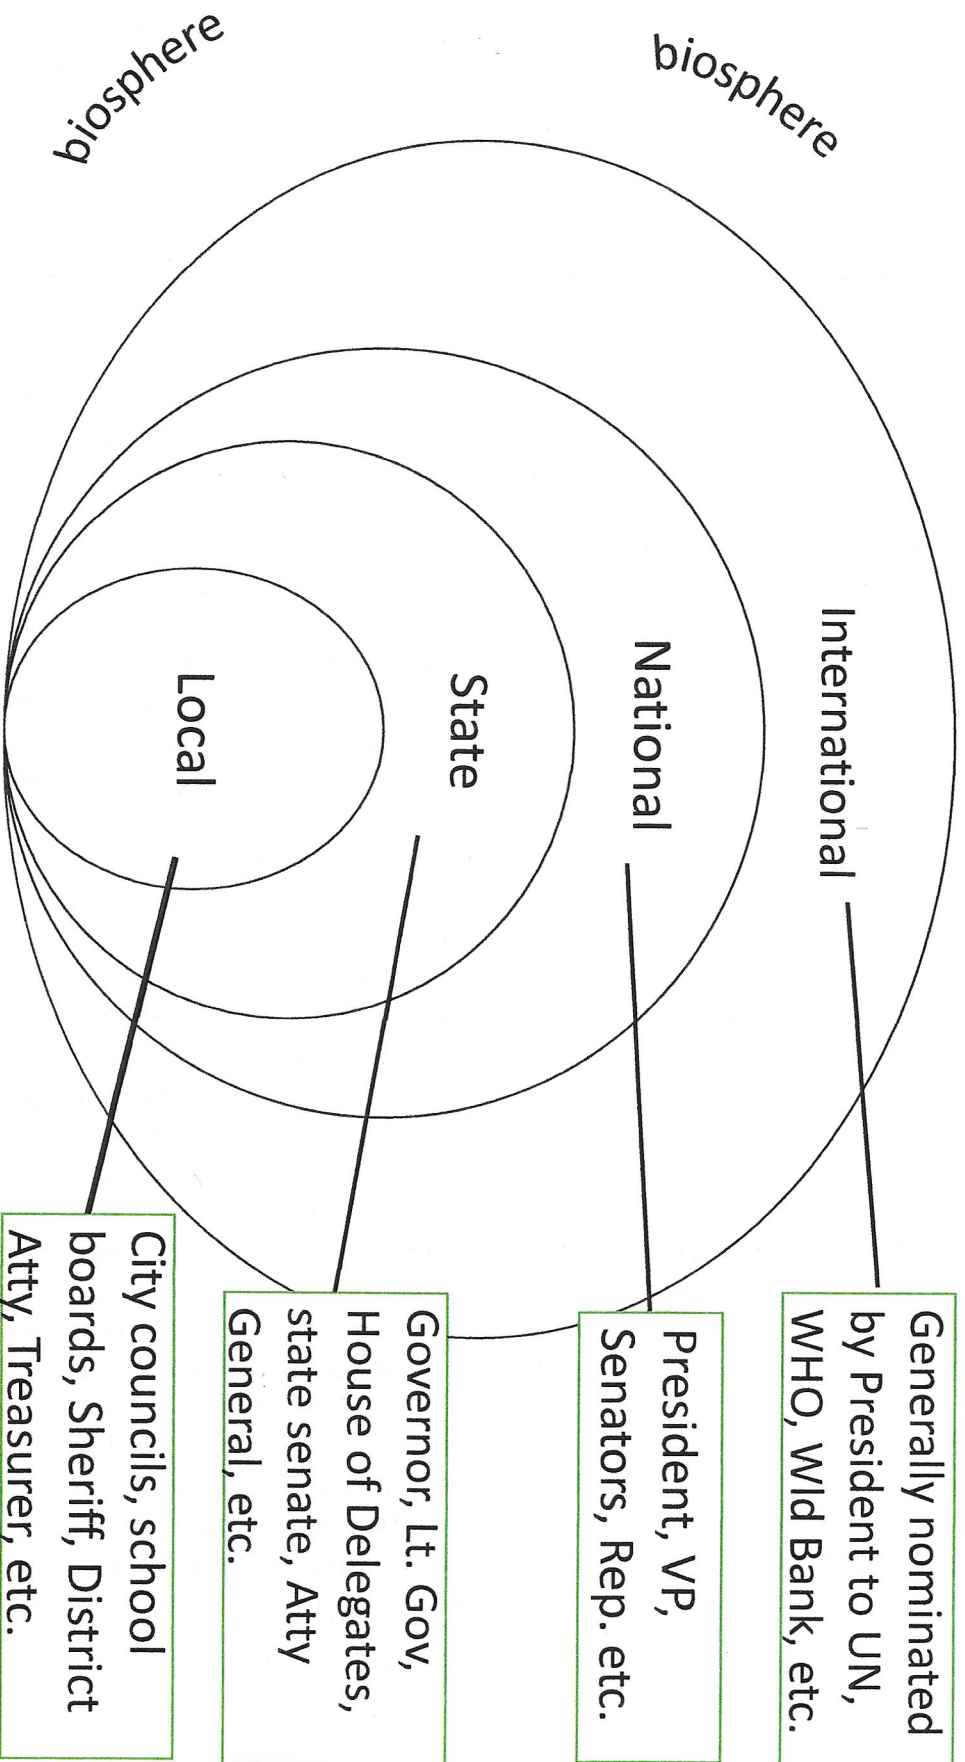 biosphere
biosphere
International
National
State
Local
Generally nominated
by President to UN,
WHO, Wld Bank, etc.
President, VP,
Senators, Rep. etc.
Governor, Lt. Gov,
House of Delegates,
state senate, Atty
General, etc.
City councils, school
boards, Sheriff, District
Atty, Treasurer, etc.